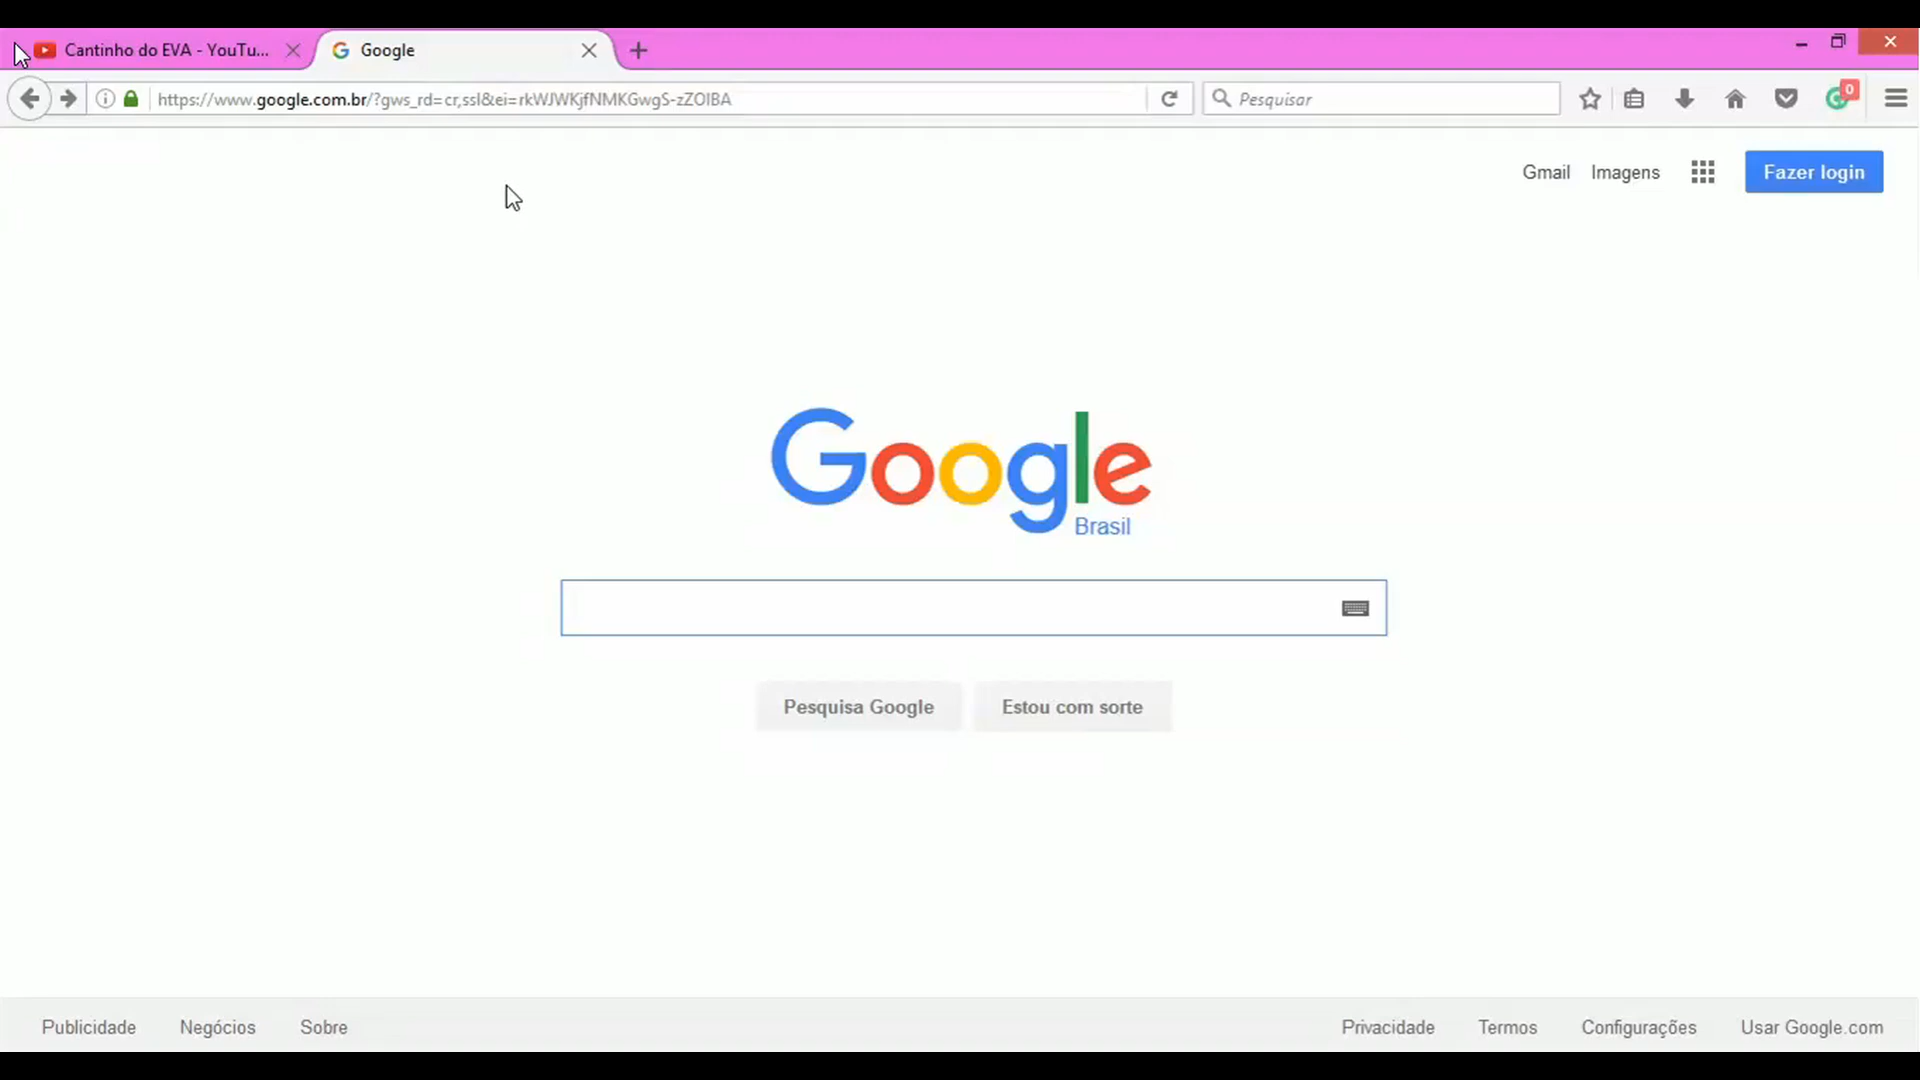 Cantinho do EVA - YouTu...
Google
https://www.google.com.br/?gws_rd=cr,ssl&ei=rkWJWKjfNMKGwgS-zZOIBA
Pesquisar
0
Gmail
Imagens
Fazer login
Google
Brasil
Pesquisa Google
Estou com sorte
Publicidade
Negócios
Sobre
Privacidade
Termos
Configurações
Usar Google.com